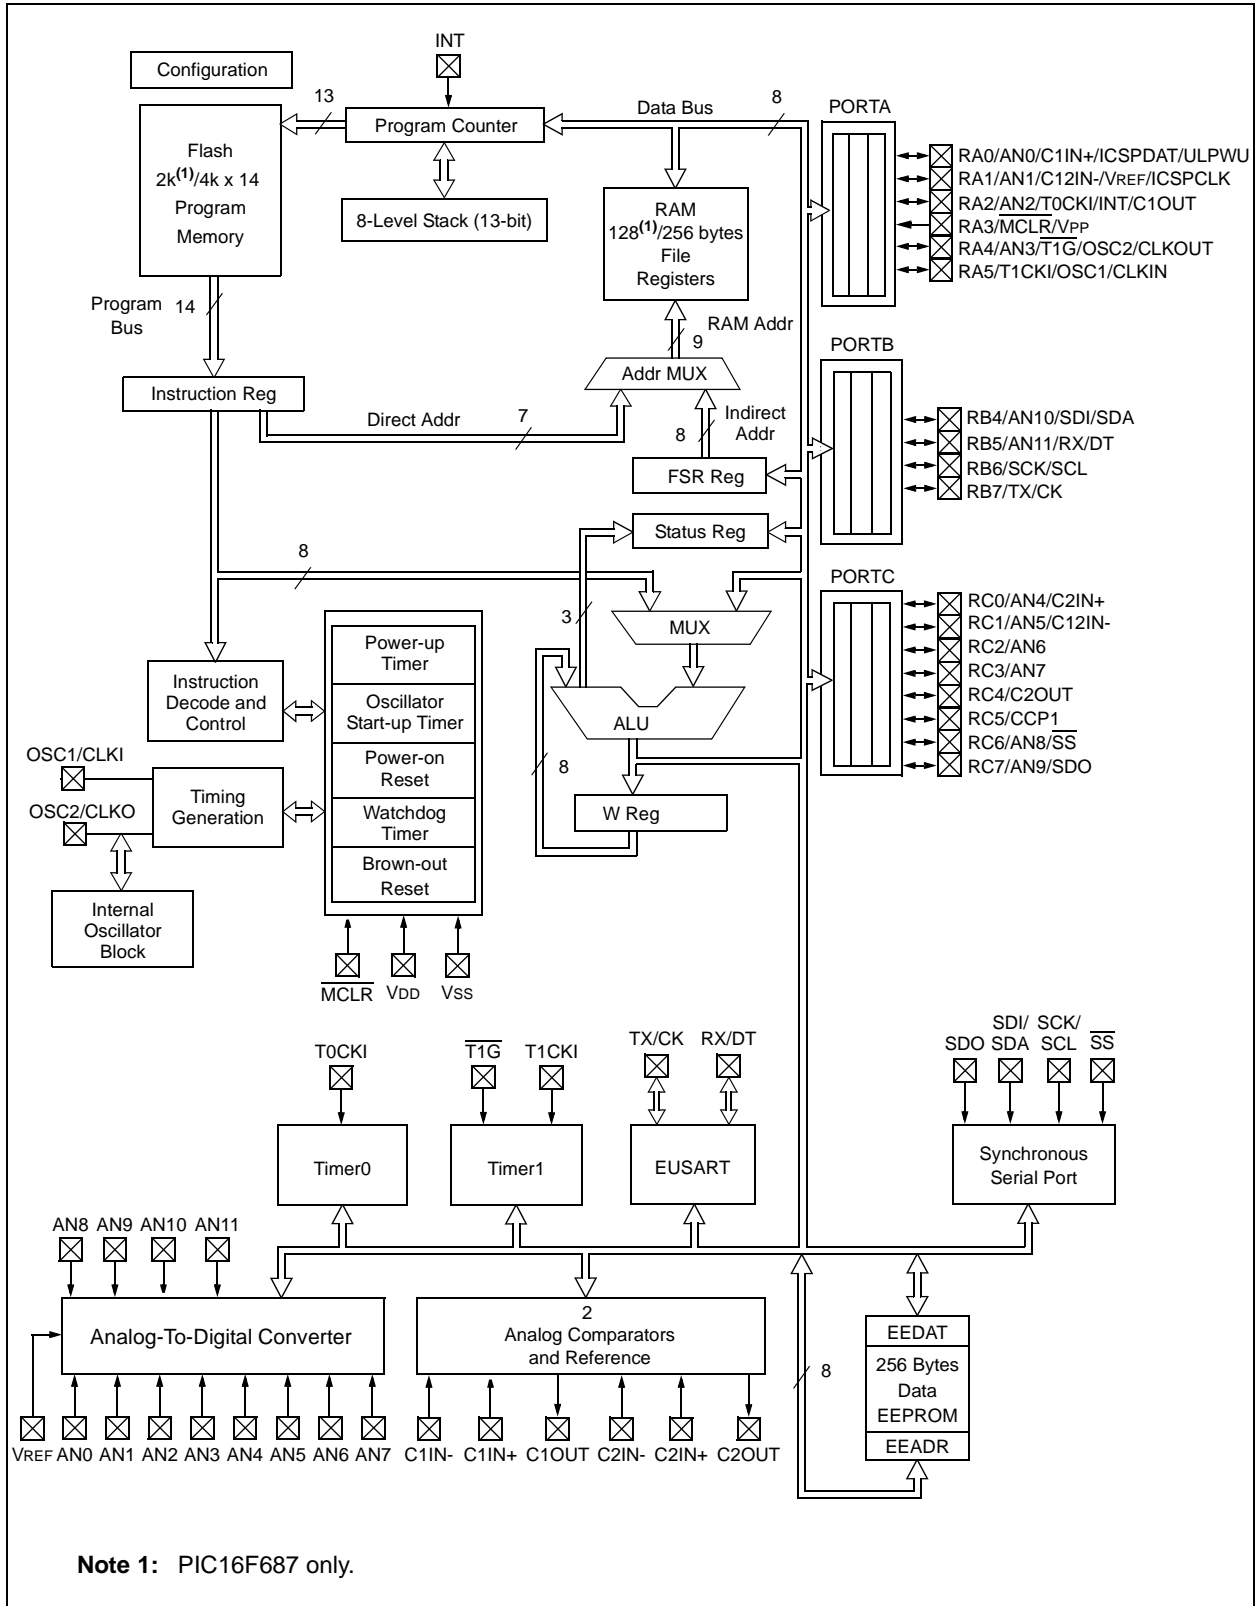 INT
Configuration
13
Data Bus
8
PORTA
Flash
2k(1)/4k x 14
Program
Memory
Program Counter
8-Level Stack (13-bit)
RAM
128(1)/256 bytes
File
Registers
RA0/AN0/C1IN+/ICSPDAT/ULPWU
RA1/AN1/C12IN-/VREF/ICSPCLK
RA2/AN2/T0CKI/INT/C1OUT
RA3/MCLR/VPP
RA4/AN3/T1G/OSC2/CLKOUT
RA5/T1CKI/OSC1/CLKIN
Program
Bus
14
RAM Addr
9
PORTB
Addr MUX
Instruction Reg
Direct Addr
7
8
Indirect
Addr
FSR Reg
RB4/AN10/SDI/SDA
RB5/AN11/RX/DT
RB6/SCK/SCL
RB7/TX/CK
Status Reg
8
PORTC
3
MUX
RC0/AN4/C2IN+
RC1/AN5/C12IN-
RC2/AN6
RC3/AN7
RC4/C2OUT
RC5/CCP1
RC6/AN8/SS
RC7/AN9/SDO
Instruction
Decode and
Control
Power-up
Timer
Oscillator
Start-up Timer
Power-on
Reset
Watchdog
Timer
Brown-out
Reset
ALU
8
W Reg
OSC1/CLKI
OSC2/CLKO
Timing
Generation
Internal
Oscillator
Block
MCLR
VDD
VSS
T0CKI
T1G
T1CKI
TX/CK
RX/DT
SDO
SDI/
SDA
SCK/
SCL
SS
Timer0
Timer1
EUSART
Synchronous
Serial Port
AN8 AN9 AN10 AN11
Analog-To-Digital Converter
2
Analog Comparators
and Reference
8
EEDAT
256 Bytes
Data
EEPROM
EEADR
VREF AN0 AN1 AN2 AN3 AN4 AN5 AN6 AN7
C1IN- C1IN+ C1OUT C2IN- C2IN+ C2OUT
Note 1: PIC16F687 only.